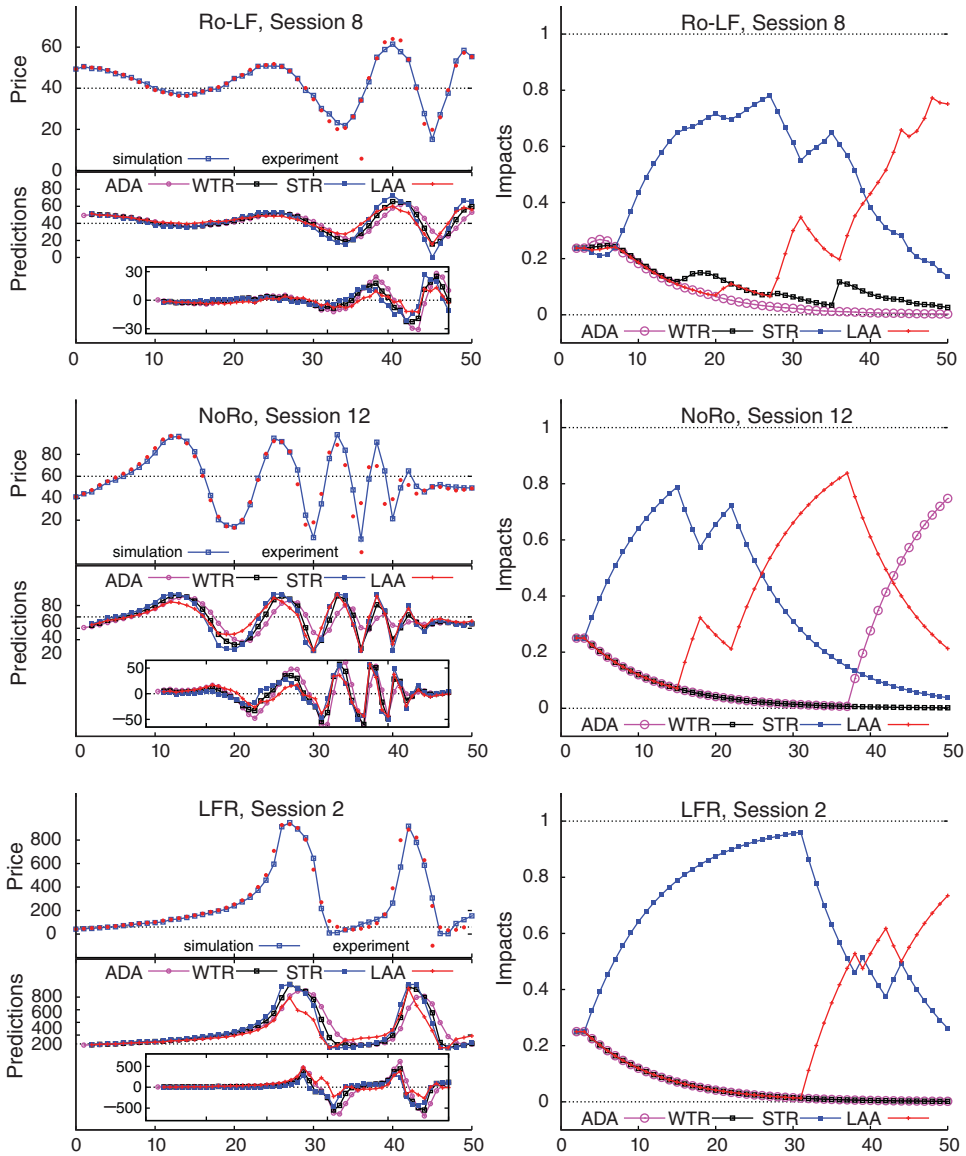 Ro-LF, Session 8
Price
60
40
20
0
simulation experiment
Predictions
80
60
40
20
0
ADA WTR STR LAA
30
0
−30
0 10 20 30 40 50
Ro-LF, Session 8
Impacts
1
0.8
0.6
0.4
0.2
0
ADA WTR STR LAA
0 10 20 30 40 50
NoRo, Session 12
Price
80
60
40
20
simulation experiment
Predictions
80
60
40
20
ADA WTR STR LAA
50
0
−50
0 10 20 30 40 50
NoRo, Session 12
Impacts
1
0.8
0.6
0.4
0.2
0
ADA WTR STR LAA
0 10 20 30 40 50
LFR, Session 2
Price
800
600
400
200
0
simulation experiment
Predictions
800
400
200
ADA WTR STR LAA
500
0
−500
0 10 20 30 40 50
LFR, Session 2
Impacts
1
0.8
0.6
0.4
0.2
0
ADA WTR STR LAA
0 10 20 30 40 50